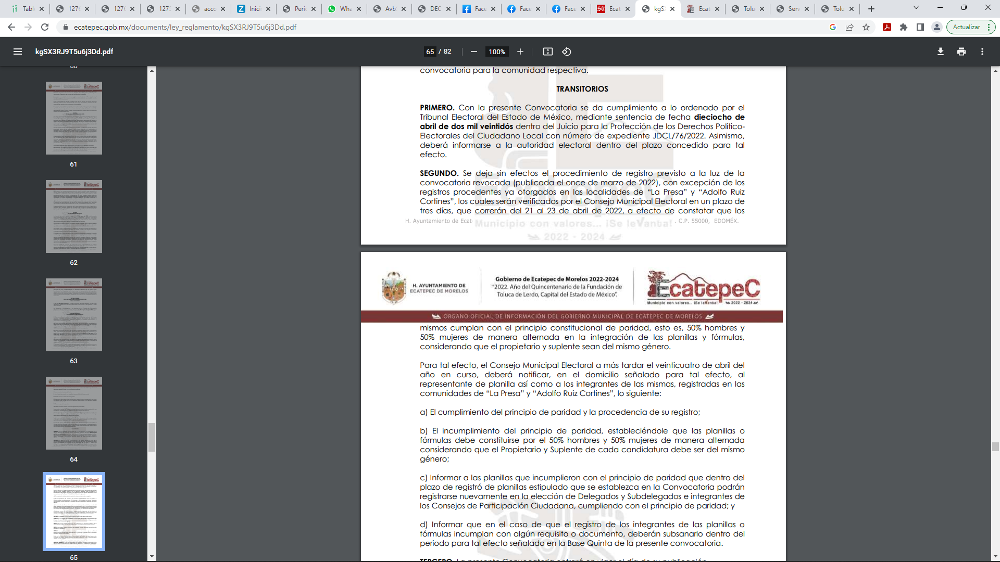 Table
1276
1276
1275
acco
Inici
Perio
Wha
Avb
DEC
Face
Face
Face
Ecat
kgS
Ecat
Tolu
Serv
Tolu
ecatepec.gob.mx/documents/ley_reglamento/kgSX3RJ9T5u6j3Dd.pdf
Actualizar
kgSX3RJ9T5u6j3Dd.pdf
65 / 82
100%
61
62
63
64
65
convocatoria para la comunidad respectiva.
TRANSITORIOS
PRIMERO. Con la presente Convocatoria se da cumplimiento a lo ordenado por el
Tribunal Electoral del Estado de México, mediante sentencia de fecha dieciocho de
abril de dos mil veintidós dentro del Juicio para la Protección de los Derechos Político-
Electorales del Ciudadano Local con número de expediente JDCL/76/2022. Asimismo,
deberá informarse a la autoridad electoral dentro del plazo concedido para tal
efecto.
SEGUNDO. Se deja sin efectos el procedimiento de registro previsto a la luz de la
convocatoria revocada (publicada el once de marzo de 2022), con excepción de los
registros procedentes ya otorgados en las localidades de “La Presa” y “Adolfo Ruiz
Cortines”, los cuales serán verificados por el Consejo Municipal Electoral en un plazo de
tres días, que correrán del 21 al 23 de abril de 2022, a efecto de constatar que los
H. Ayuntamiento de Ecat
. C.P. 55000, EDOMÉX.
EcatepeC
Municipio con valores... ¡Se leVanta!
2022 - 2024
H. AYUNTAMIENTO DE
ECATEPEC DE MORELOS
Gobierno de Ecatepec de Morelos 2022-2024
"2022. Año del Quincentenario de la Fundación de
Toluca de Lerdo, Capital del Estado de México".
EcatepeC
Municipio con valores... ¡Se leVanta! 2022 - 2024
ÓRGANO OFICIAL DE INFORMACIÓN DEL GOBIERNO MUNICIPAL DE ECATEPEC DE MORELOS
mismos cumplan con el principio constitucional de paridad, esto es, 50% hombres y
50% mujeres de manera alternada en la integración de las planillas y fórmulas,
considerando que el propietario y suplente sean del mismo género.
Para tal efecto, el Consejo Municipal Electoral a más tardar el veinticuatro de abril del
año en curso, deberá notificar, en el domicilio señalado para tal efecto, al
representante de planilla así como a los integrantes de las mismas, registradas en las
comunidades de “La Presa” y “Adolfo Ruiz Cortines”, lo siguiente:
a) El cumplimiento del principio de paridad y la procedencia de su registro;
b) El incumplimiento del principio de paridad, estableciéndole que las planillas o
fórmulas debe constituirse por el 50% hombres y 50% mujeres de manera alternada
considerando que el Propietario y Suplente de cada candidatura debe ser del mismo
género;
c) Informar a las planillas que incumplieron con el principio de paridad que dentro del
plazo de registró de planillas estipulado que se establezca en la Convocatoria podrán
registrarse nuevamente en la elección de Delegados y Subdelegados e integrantes de
los Consejos de Participación Ciudadana, cumpliendo con el principio de paridad; y
d) Informar que en el caso de que el registro de los integrantes de las planillas o
fórmulas incumplan con algún requisito o documento, deberán subsanarlo dentro del
periodo para tal efecto señalado en la Base Quinta de la presente convocatoria.
TERCERO. La presente Convocatoria entrará en vigor el día de su publicación.